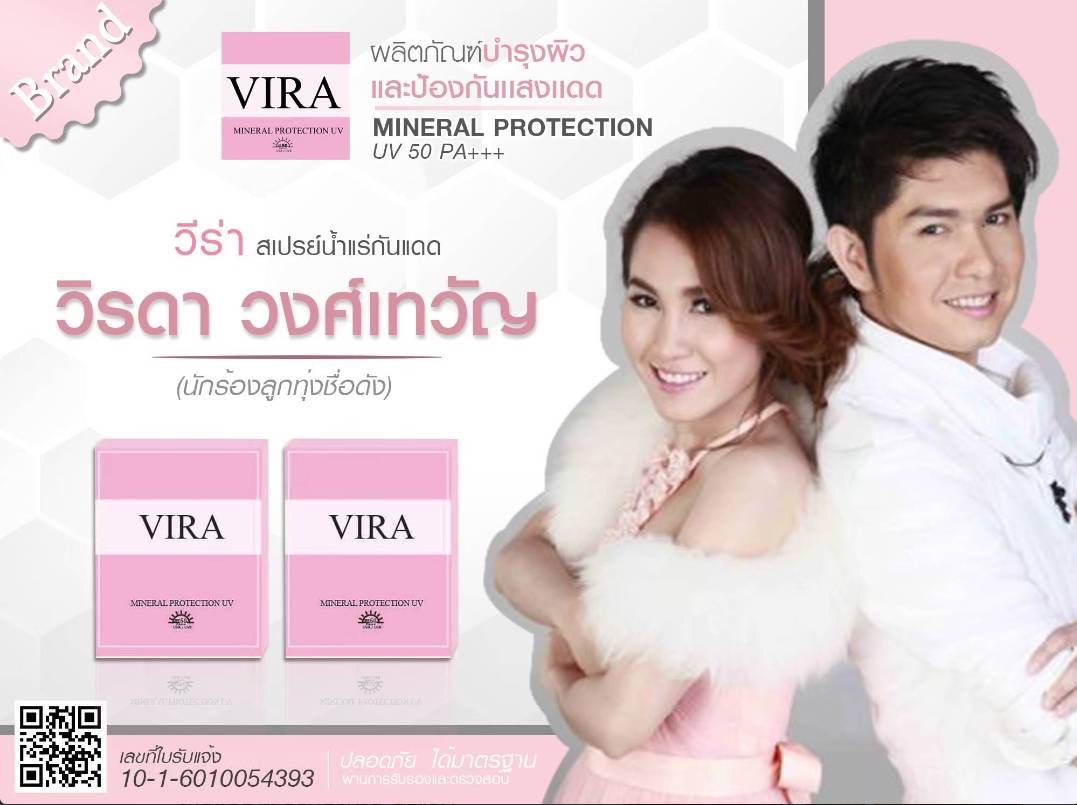 Brand
VIRA
MINERAL PROTECTION UV
ผลิตภัณฑ์บำรุงผิว
และป้องกันแสงแดด
MINERAL PROTECTION
UV 50 PA+++
วีร่า สเปรย์น้ำแร่กันแดด
วิรดา วงศ์เทวัญ
(นักร้องลูกทุ่งชื่อดัง)
VIRA
MINERAL PROTECTION UV
VIRA
MINERAL PROTECTION UV
เลขที่ใบรับแจ้ง
10-1-6010054393
ปลอดภัย ได้มาตรฐาน
ผ่านการรับรองและตรวจสอบ